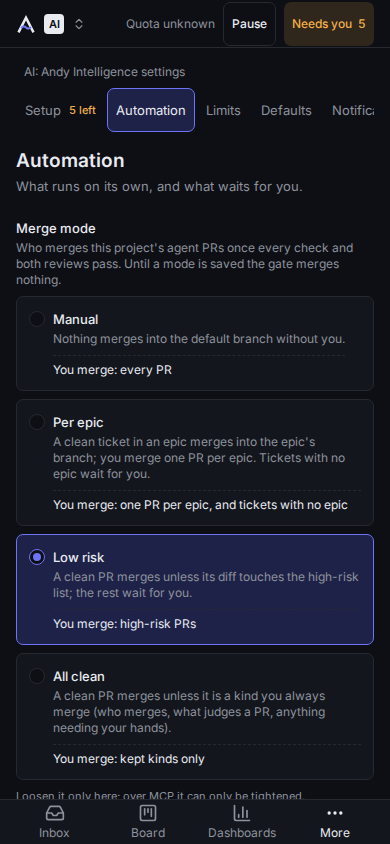 AI
Quota unknown
Pause
Needs you 5
AI: Andy Intelligence settings
Setup 5 left
Automation
Limits
Defaults
Notifica
Automation
What runs on its own, and what waits for you.
Merge mode
Who merges this project's agent PRs once every check and
both reviews pass. Until a mode is saved the gate merges
nothing.
Manual
Nothing merges into the default branch without you.
You merge: every PR
Per epic
A clean ticket in an epic merges into the epic's
branch; you merge one PR per epic. Tickets with no
epic wait for you.
You merge: one PR per epic, and tickets with no epic
Low risk
A clean PR merges unless its diff touches the high-risk
list; the rest wait for you.
You merge: high-risk PRs
All clean
A clean PR merges unless it is a kind you always
merge (who merges, what judges a PR, anything
needing your hands).
You merge: kept kinds only
Loosen it only here; over MCP it can only be tightened.
Inbox
Board
Dashboards
More